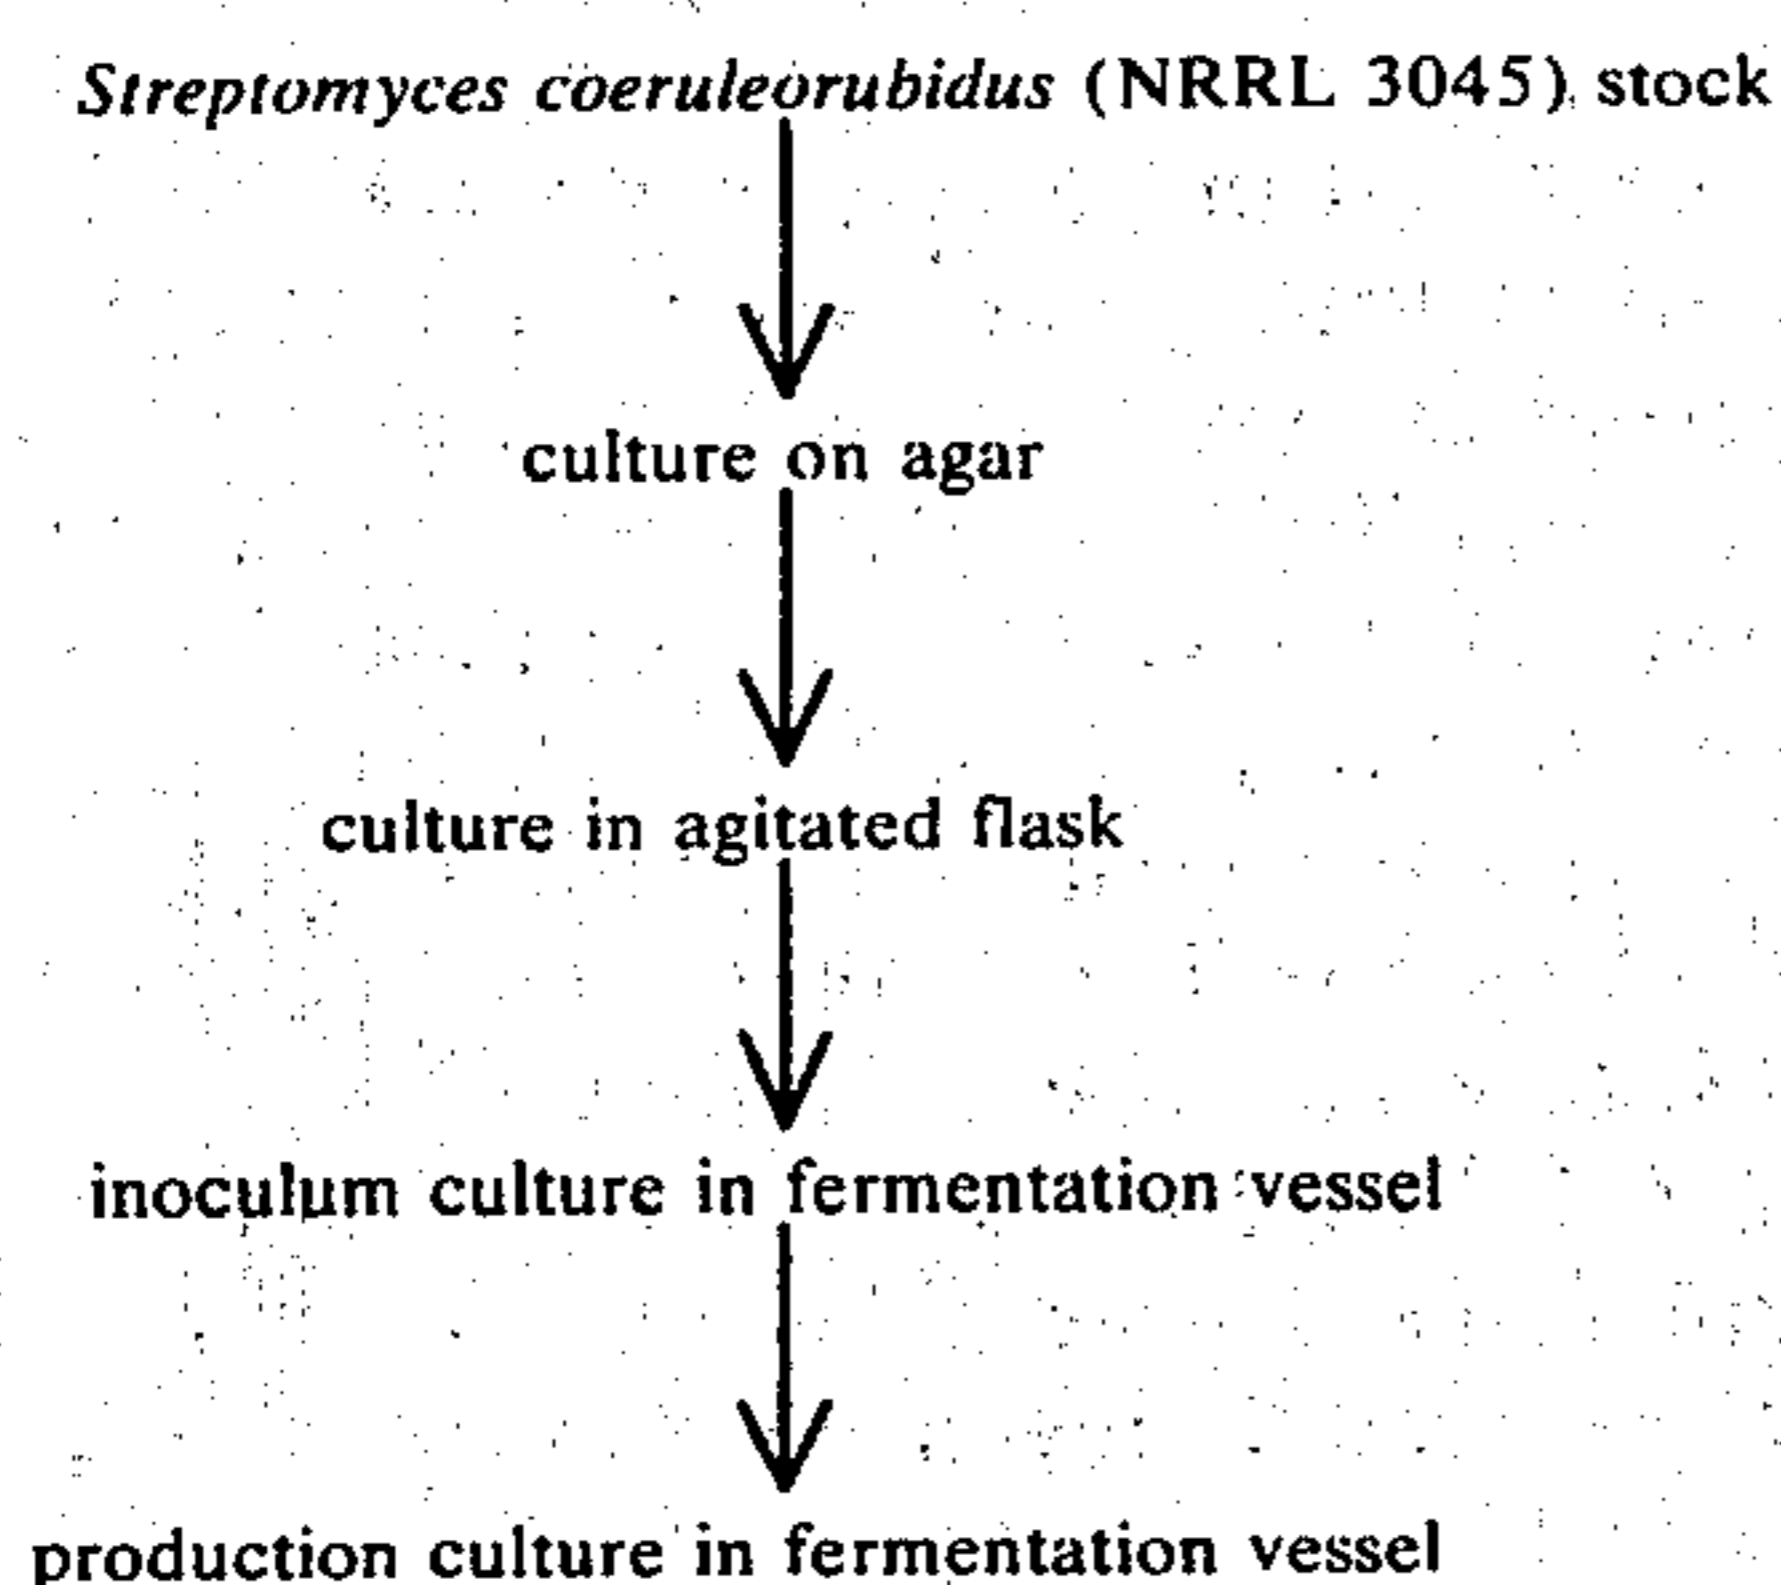 Streptomyces coeruleorubidus (NRRL 3045) stock
culture on agar
culture in agitated flask
inoculum culture in fermentation vessel
production culture in fermentation vessel